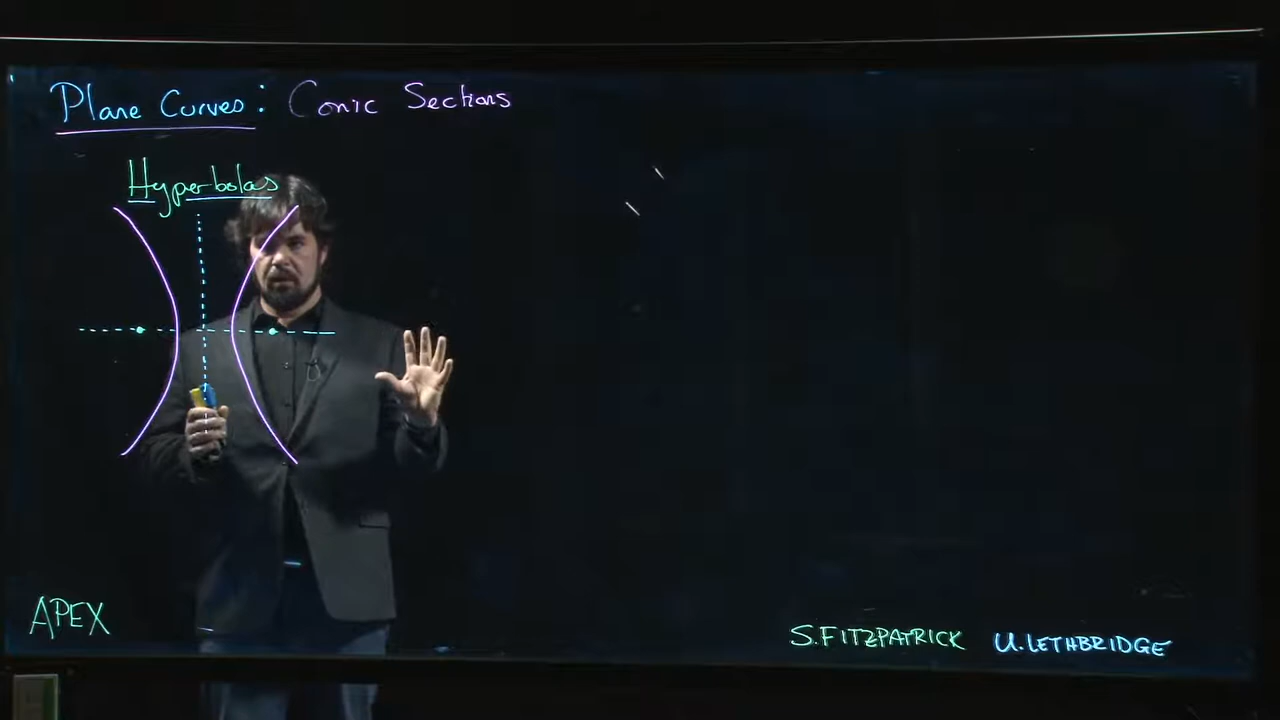 Plane Curves: Conic Sections
Hyperbolas
APEX
S.FITZPATRICK U.LETHBRIDGE